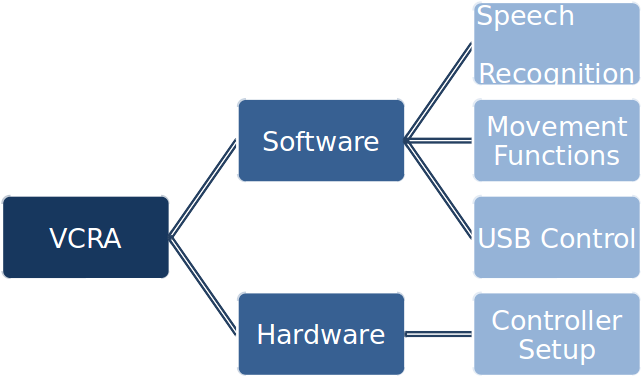 Speech
Recognition
Software
Movement
Functions
VCRA
USB Control
Hardware
Controller
Setup